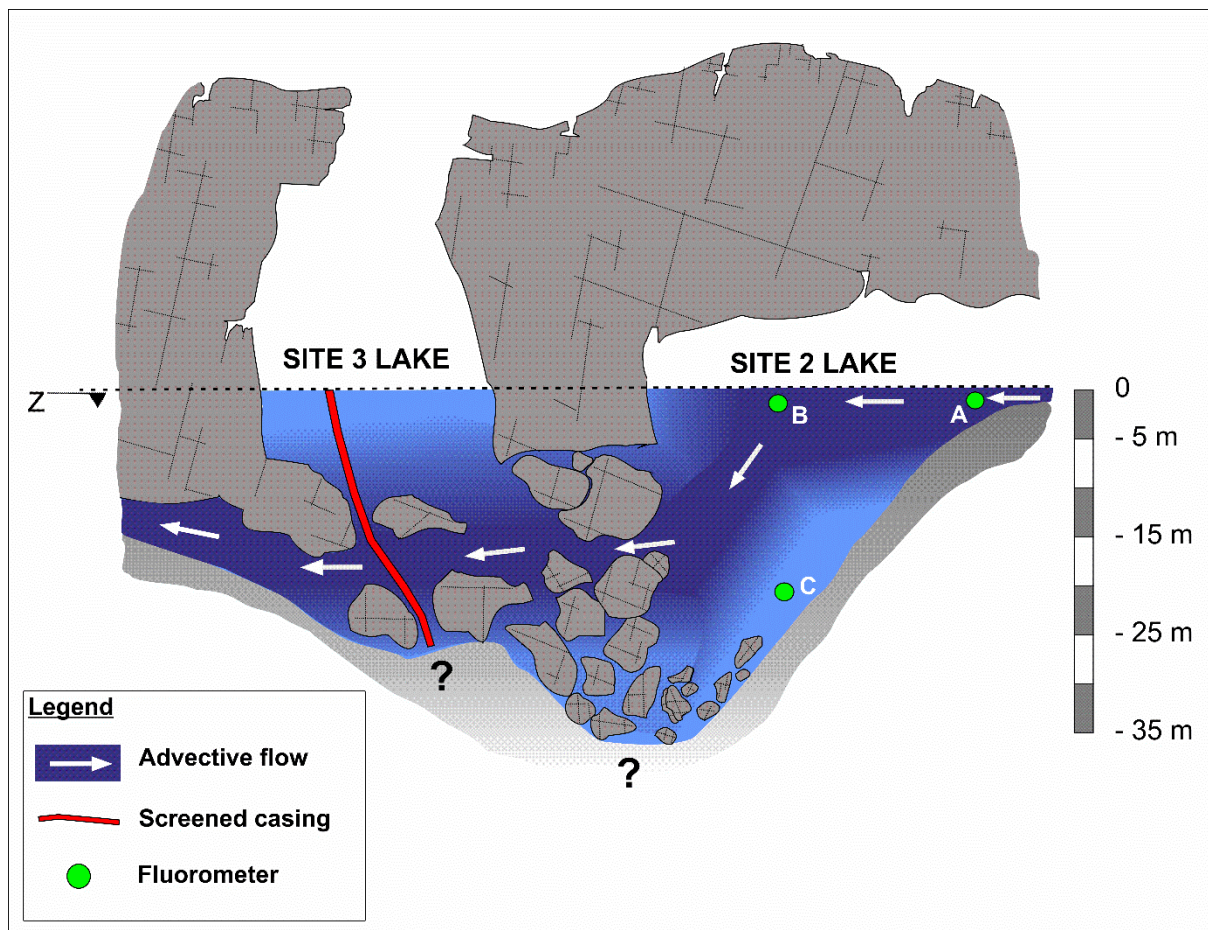 SITE 3 LAKE
SITE 2 LAKE
Z
B
A
C
0
- 5 m
- 15 m
- 25 m
- 35 m
?
?
Legend
Advective flow
Screened casing
Fluorometer